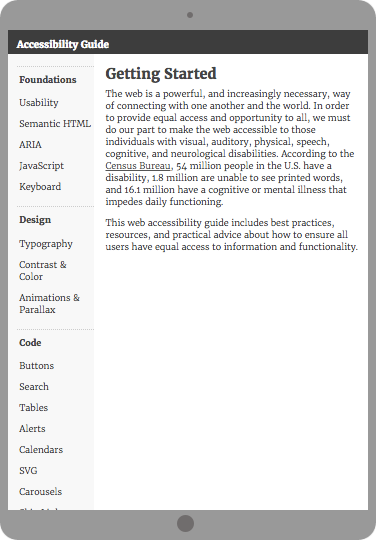 Accessibility Guide
Foundations
Usability
Semantic HTML
ARIA
JavaScript
Keyboard
Design
Typography
Contrast &
Color
Animations &
Parallax
Code
Buttons
Search
Tables
Alerts
Calendars
SVG
Carousels
Getting Started
The web is a powerful, and increasingly necessary, way
of connecting with one another and the world. In order
to provide equal access and opportunity to all, we must
do our part to make the web accessible to those
individuals with visual, auditory, physical, speech,
cognitive, and neurological disabilities. According to the
Census Bureau, 54 million people in the U.S. have a
disability, 1.8 million are unable to see printed words,
and 16.1 million have a cognitive or mental illness that
impedes daily functioning.
This web accessibility guide includes best practices,
resources, and practical advice about how to ensure all
users have equal access to information and functionality.